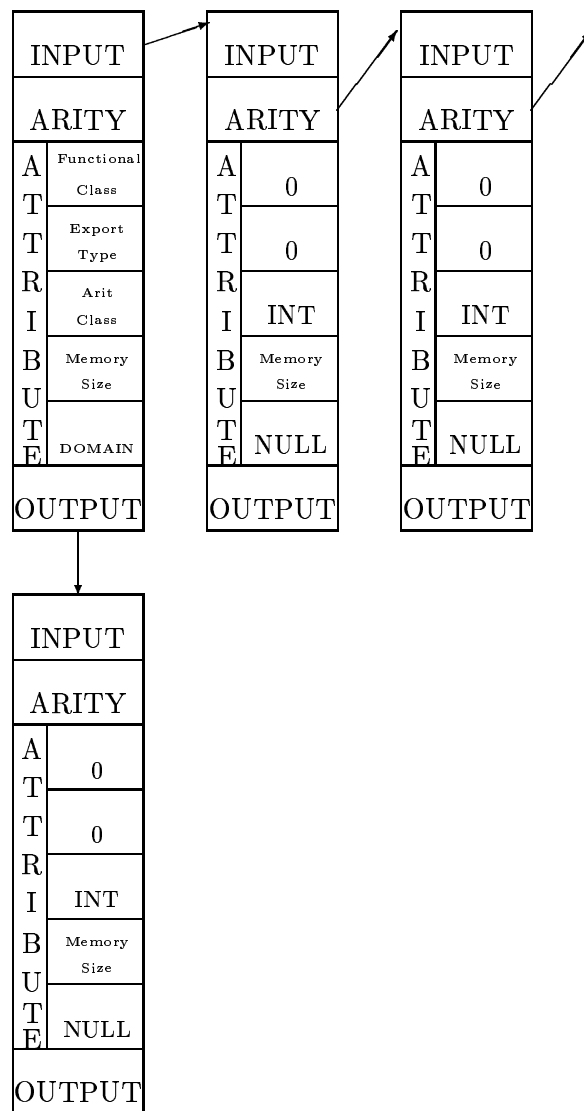 INPUT
ARITY
ATTRIBUTE
Functional
Class
Export
Type
Arit
Class
Memory
Size
DOMAIN
OUTPUT
INPUT
ARITY
ATTRIBUTE
0
0
INT
Memory
Size
NULL
OUTPUT
INPUT
ARITY
ATTRIBUTE
0
0
INT
Memory
Size
NULL
OUTPUT
INPUT
ARITY
ATTRIBUTE
0
0
INT
Memory
Size
NULL
OUTPUT